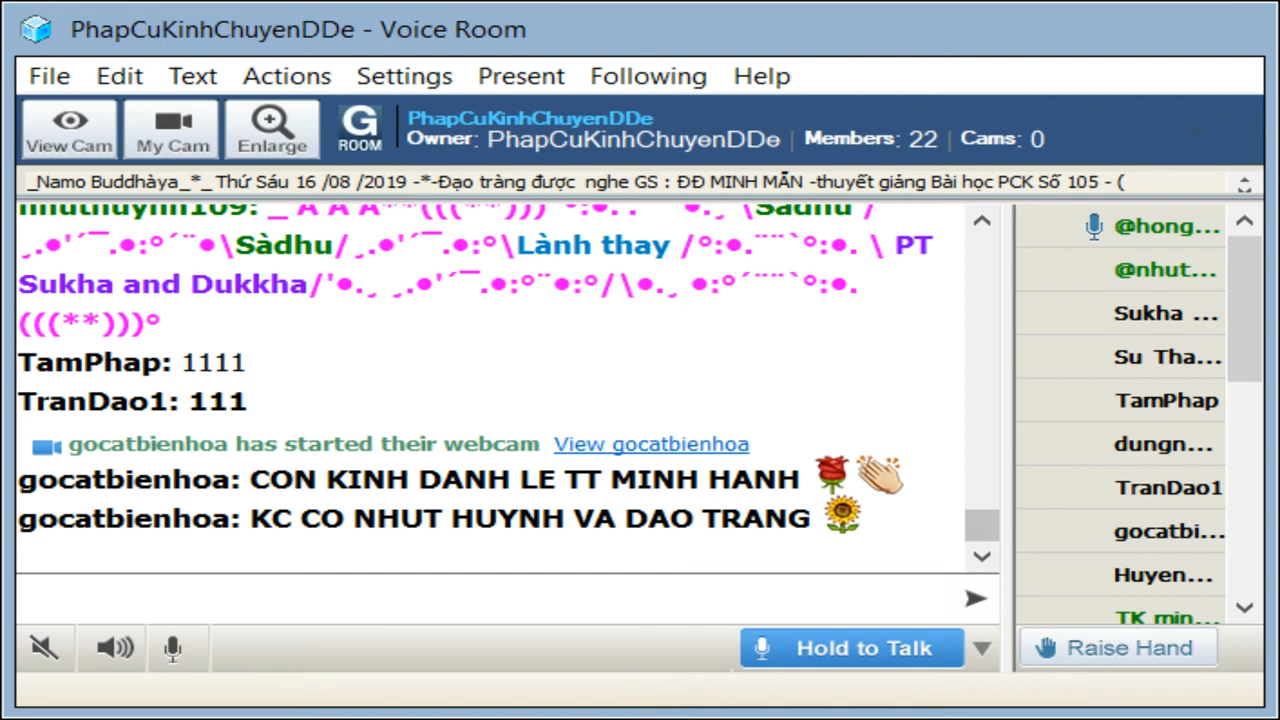 PhapCuKinhChuyenDDe - Voice Room
File Edit Text Actions Settings Present Following Help
View Cam My Cam Enlarge G ROOM
PhapCuKinhChuyenDDe
Owner: PhapCuKinhChuyenDDe | Members: 22 | Cams: 0
_Namo Buddhàya_*_ Thứ Sáu 16 /08 /2019 -*-Đạo tràng được nghe GS : ĐĐ MINH MẪN -thuyết giảng Bài học PCK Số 105 - (
nhuthuynh109: _ A A A**(((**))) \Sàdhu /
\Sàdhu/ \Lành thay / \ PT
Sukha and Dukkha/
(((**)))°
TamPhap: 1111
TranDao1: 111
gocatbienhoa has started their webcam View gocatbienhoa
gocatbienhoa: CON KINH DANH LE TT MINH HANH
gocatbienhoa: KC CO NHUT HUYNH VA DAO TRANG
@hong...
@nhut...
Sukha ...
Su Tha...
TamPhap
dungn...
TranDao1
gocatbi...
Huyen...
TK min...
Hold to Talk
Raise Hand